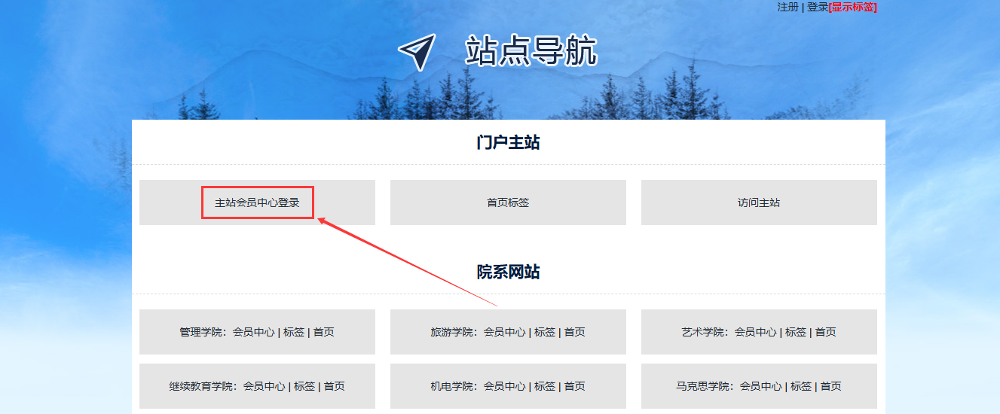 注册 | 登录[显示标签]
站点导航
门户主站
主站会员中心登录 首页标签 访问主站
院系网站
管理学院：会员中心 | 标签 | 首页 旅游学院：会员中心 | 标签 | 首页 艺术学院：会员中心 | 标签 | 首页
继续教育学院：会员中心 | 标签 | 首页 机电学院：会员中心 | 标签 | 首页 马克思学院：会员中心 | 标签 | 首页